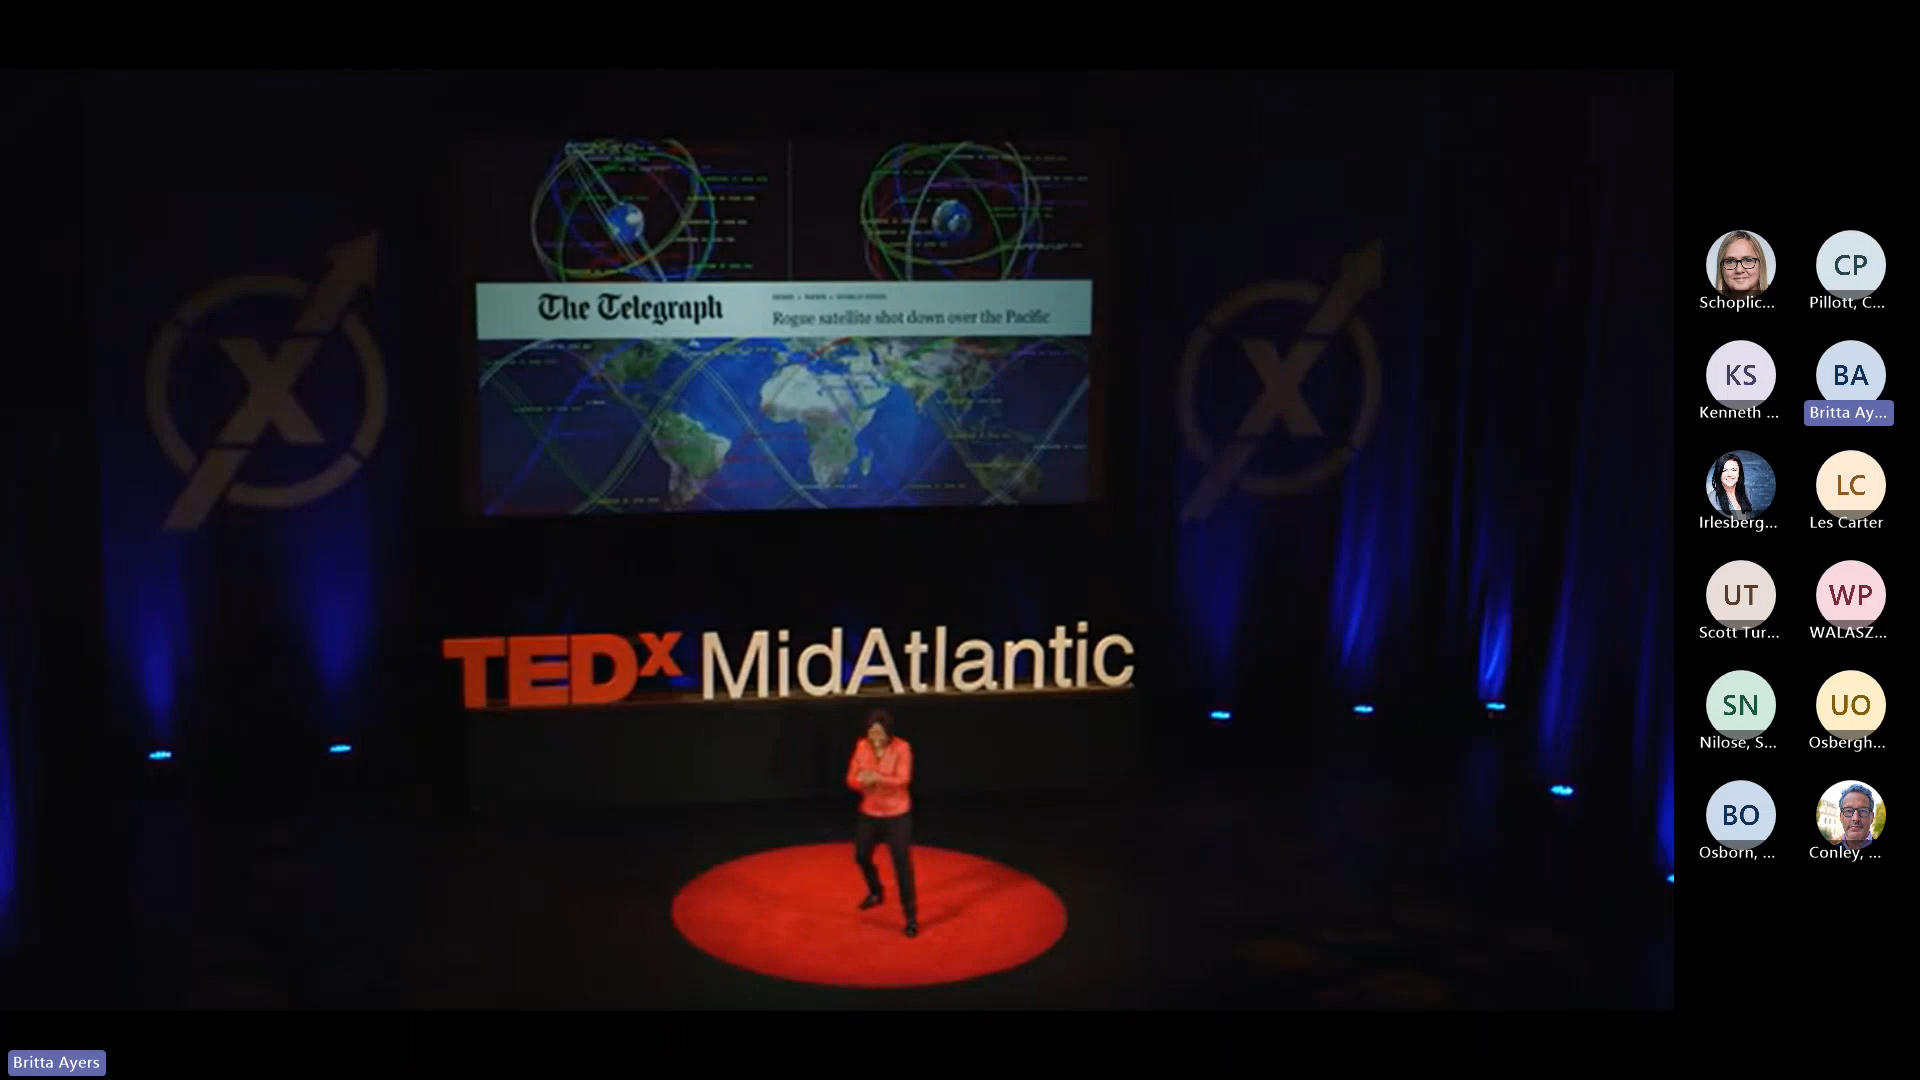 The Telegraph
Rogue satellite shot down over the Pacific
X
X
TEDx MidAtlantic
Schoplic...
CP
Pillott, C...
KS
Kenneth ...
BA
Britta Ay...
Irlesberg...
LC
Les Carter
UT
Scott Tur...
WP
WALASZ...
SN
Nilose, S...
UO
Osbergh...
BO
Osborn, ...
Conley, ...
Britta Ayers